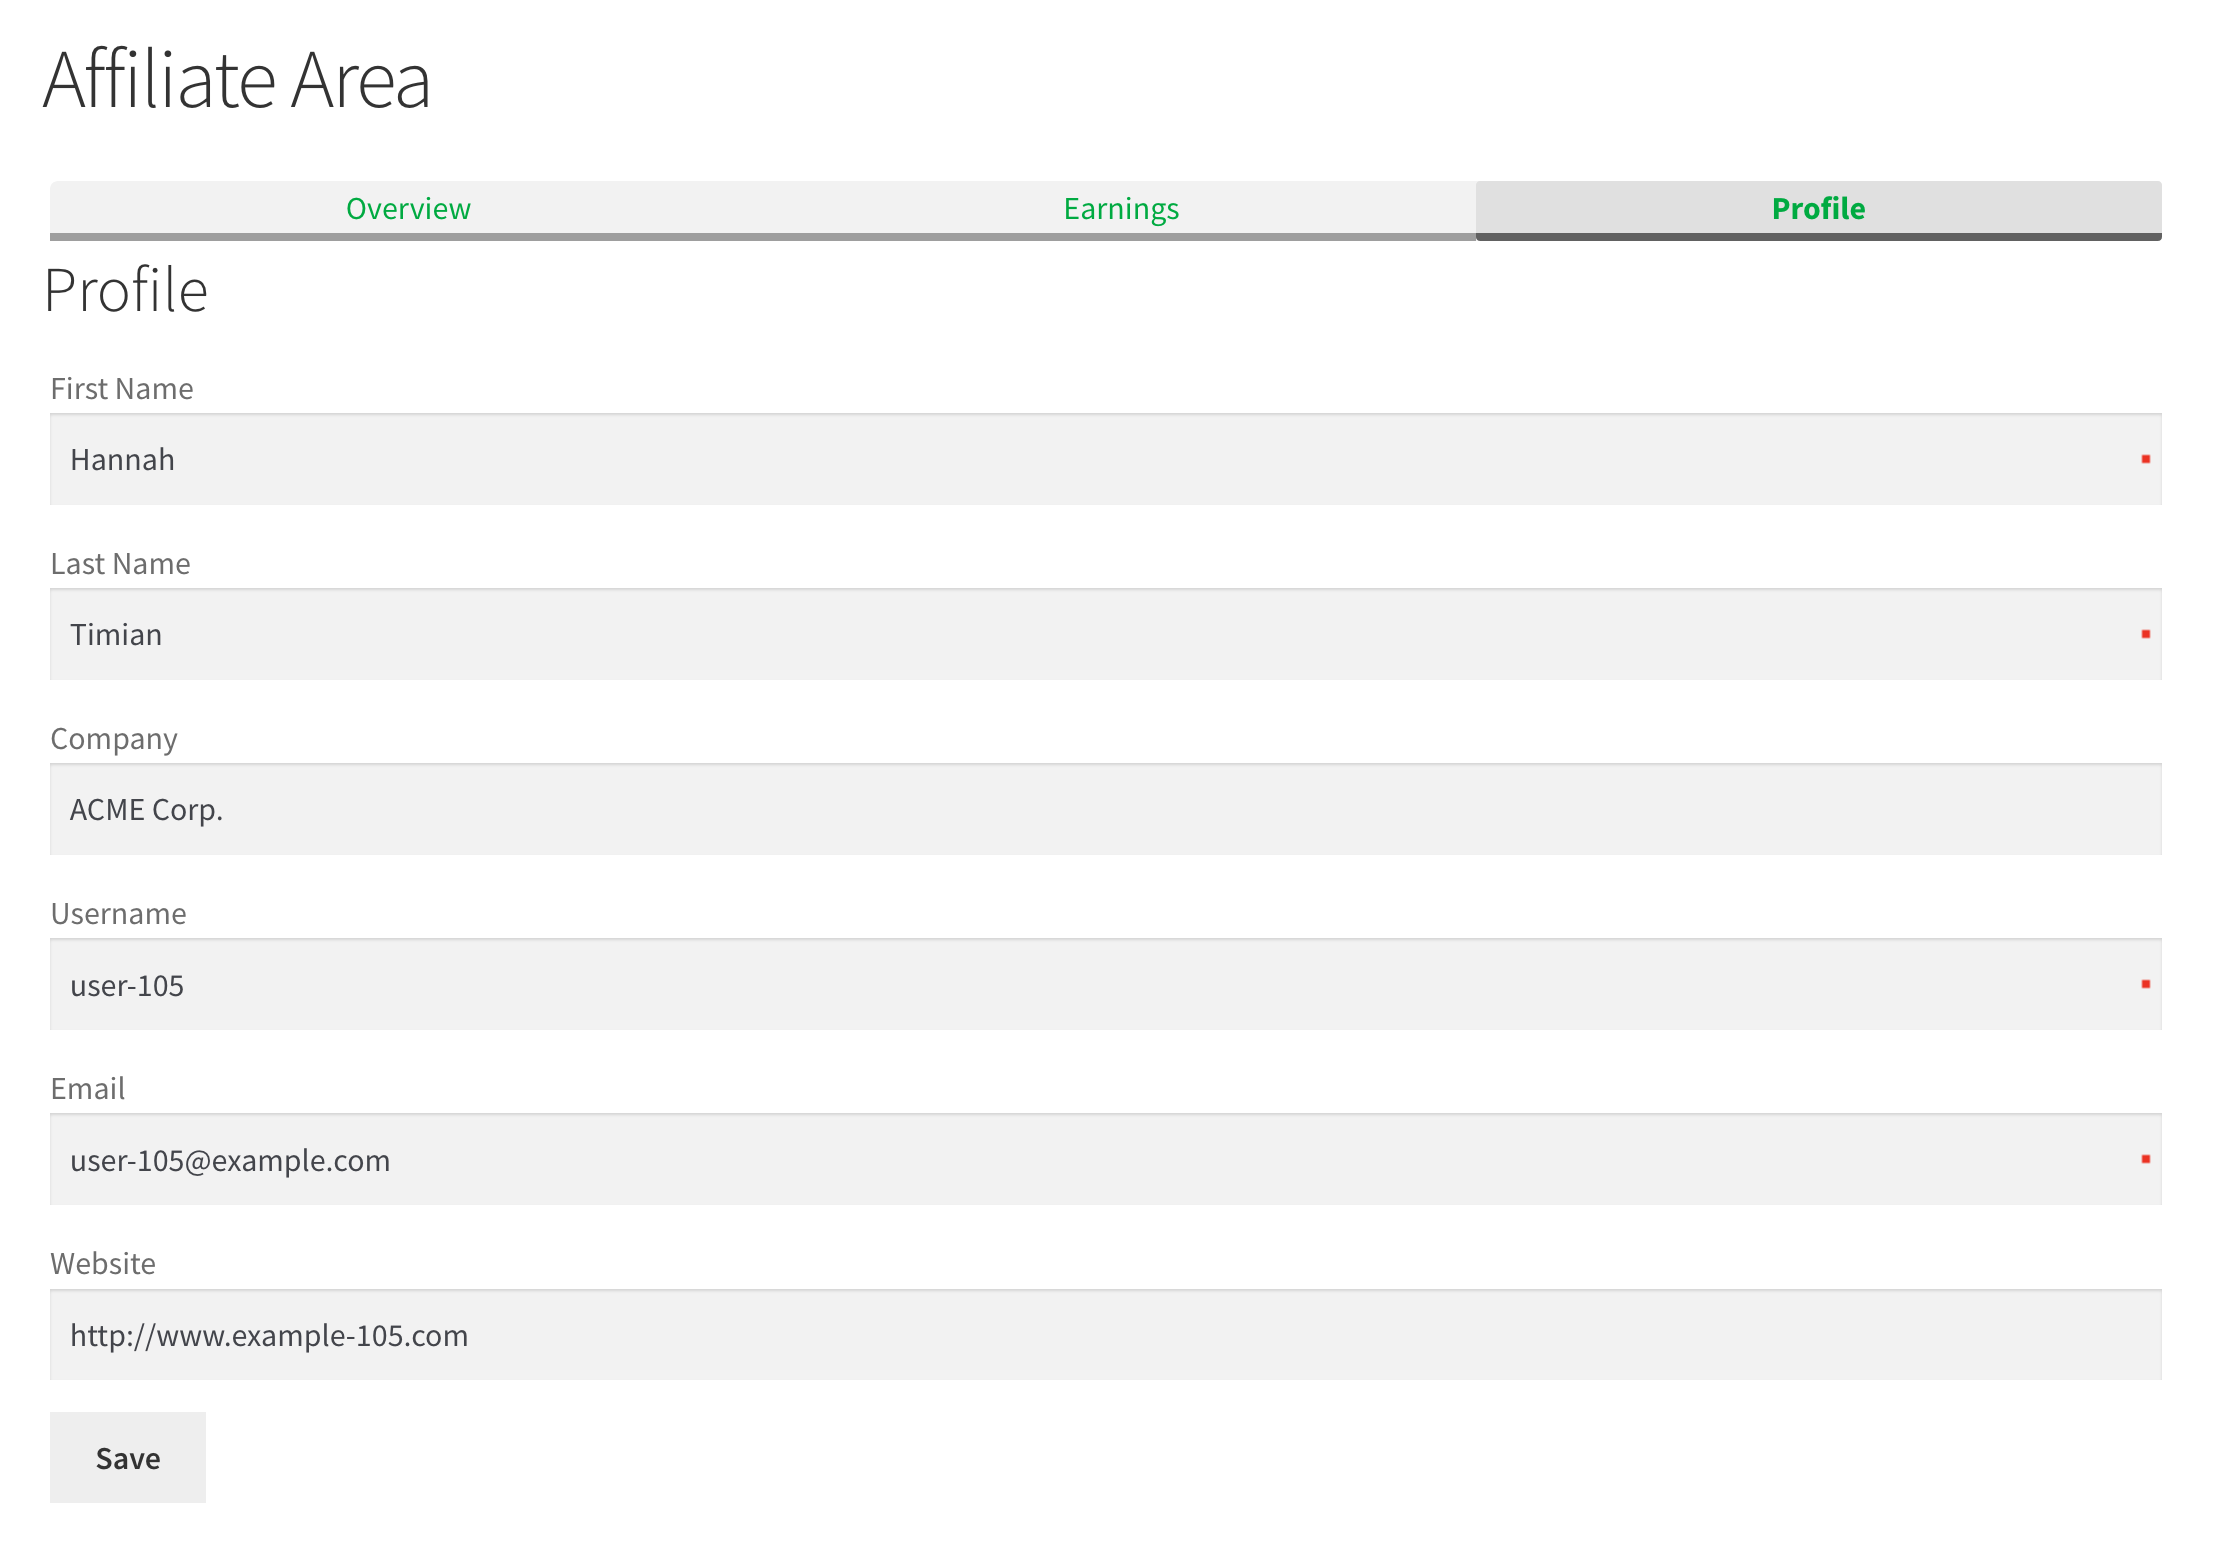 Affiliate Area
Overview Earnings Profile
Profile
First Name
Hannah
Last Name
Timian
Company
ACME Corp.
Username
user-105
Email
user-105@example.com
Website
http://www.example-105.com
Save